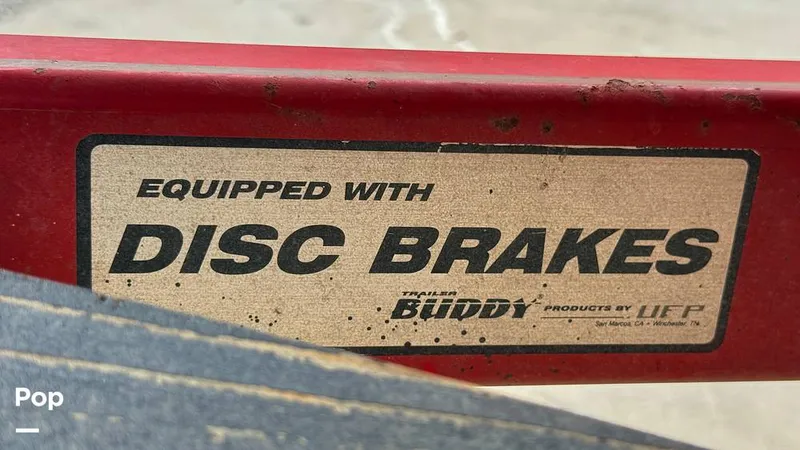 EQUIPPED WITH
DISC BRAKES
TRAILER
BUDDY PRODUCTS BY UFP
San Marcos, CA • Winchester, TN
Pop